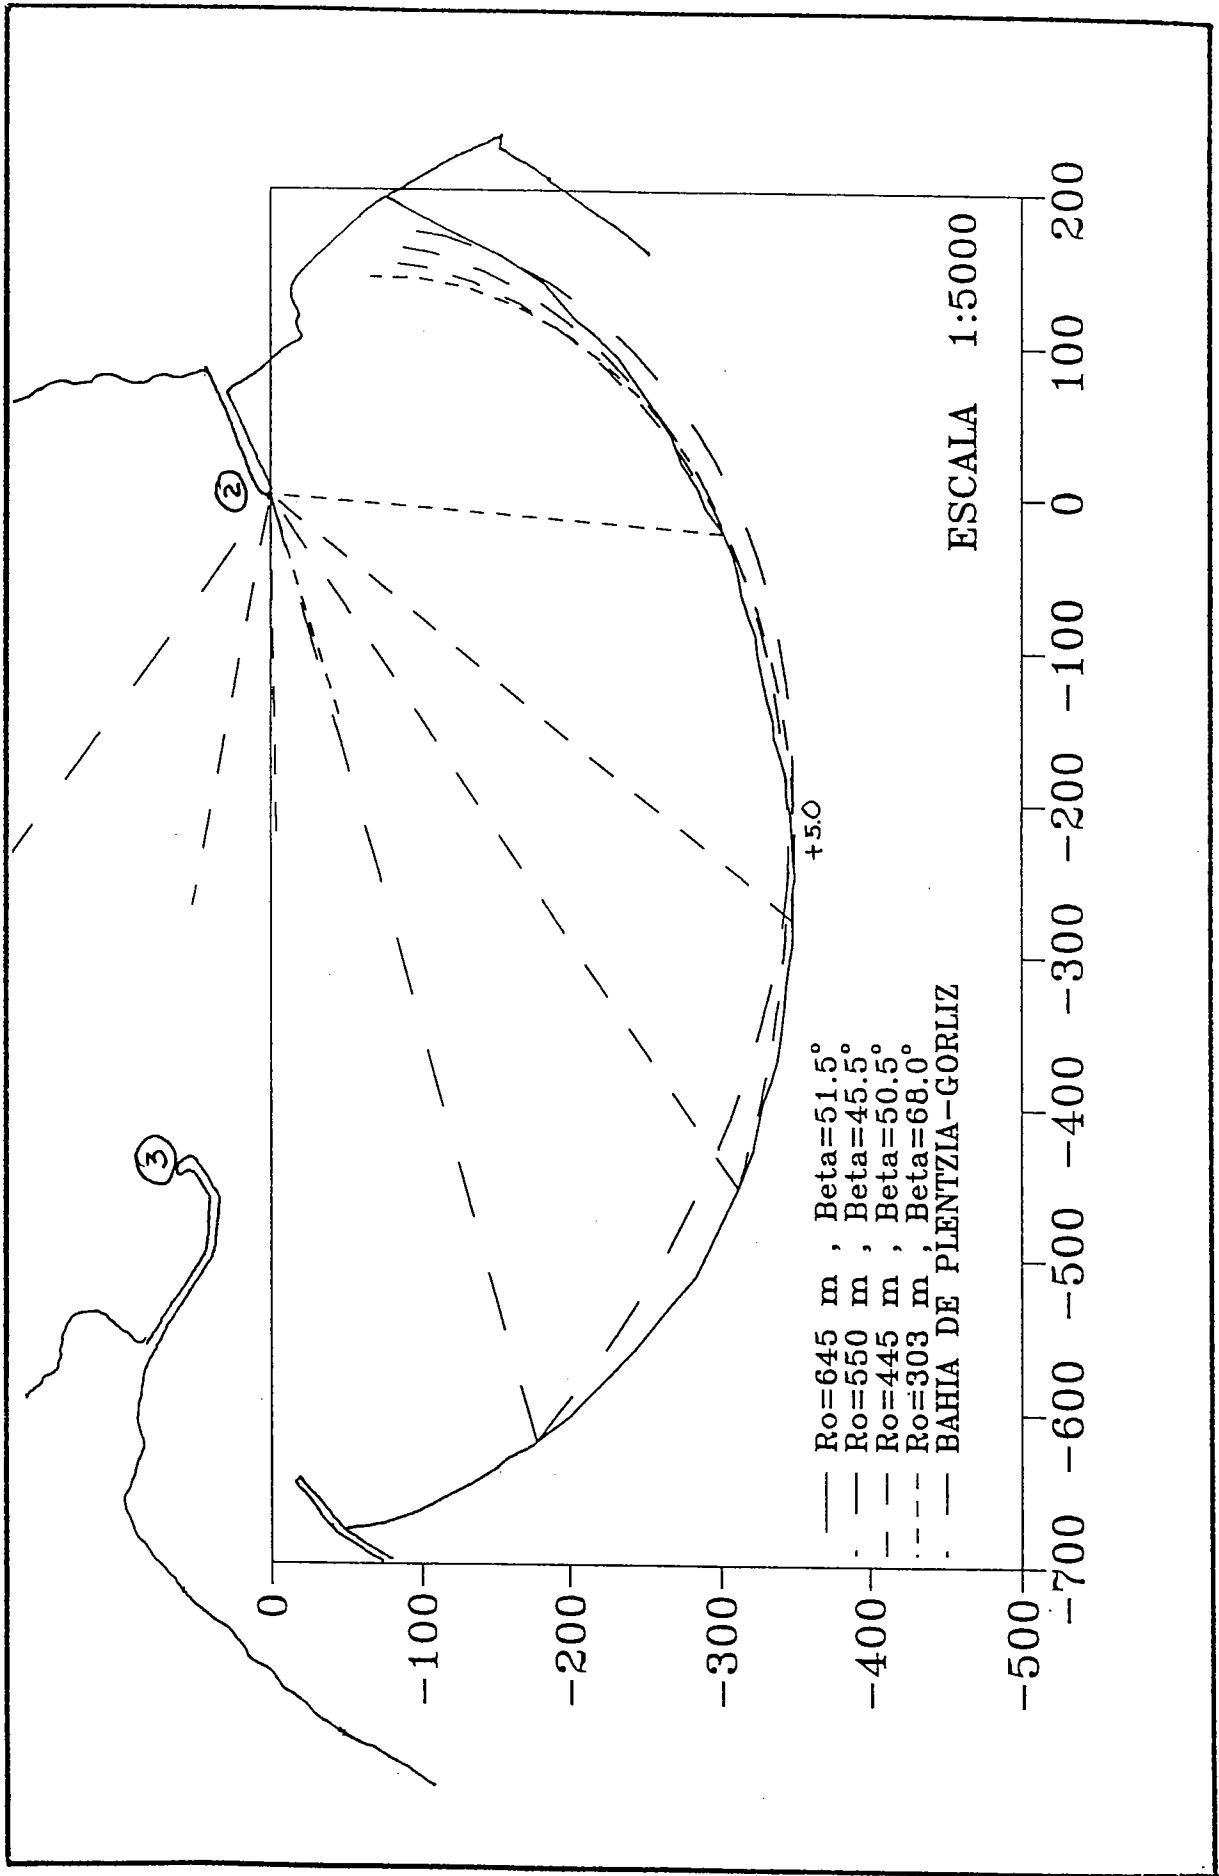 ③
②
0
-100
-200
-300
-400
-500
+5.0
Ro=645 m , Beta=51.5°
Ro=550 m , Beta=45.5°
Ro=445 m , Beta=50.5°
Ro=303 m , Beta=68.0°
BAHIA DE PLENTZIA-GORLIZ
ESCALA 1:5000
-700 -600 -500 -400 -300 -200 -100 0 100 200